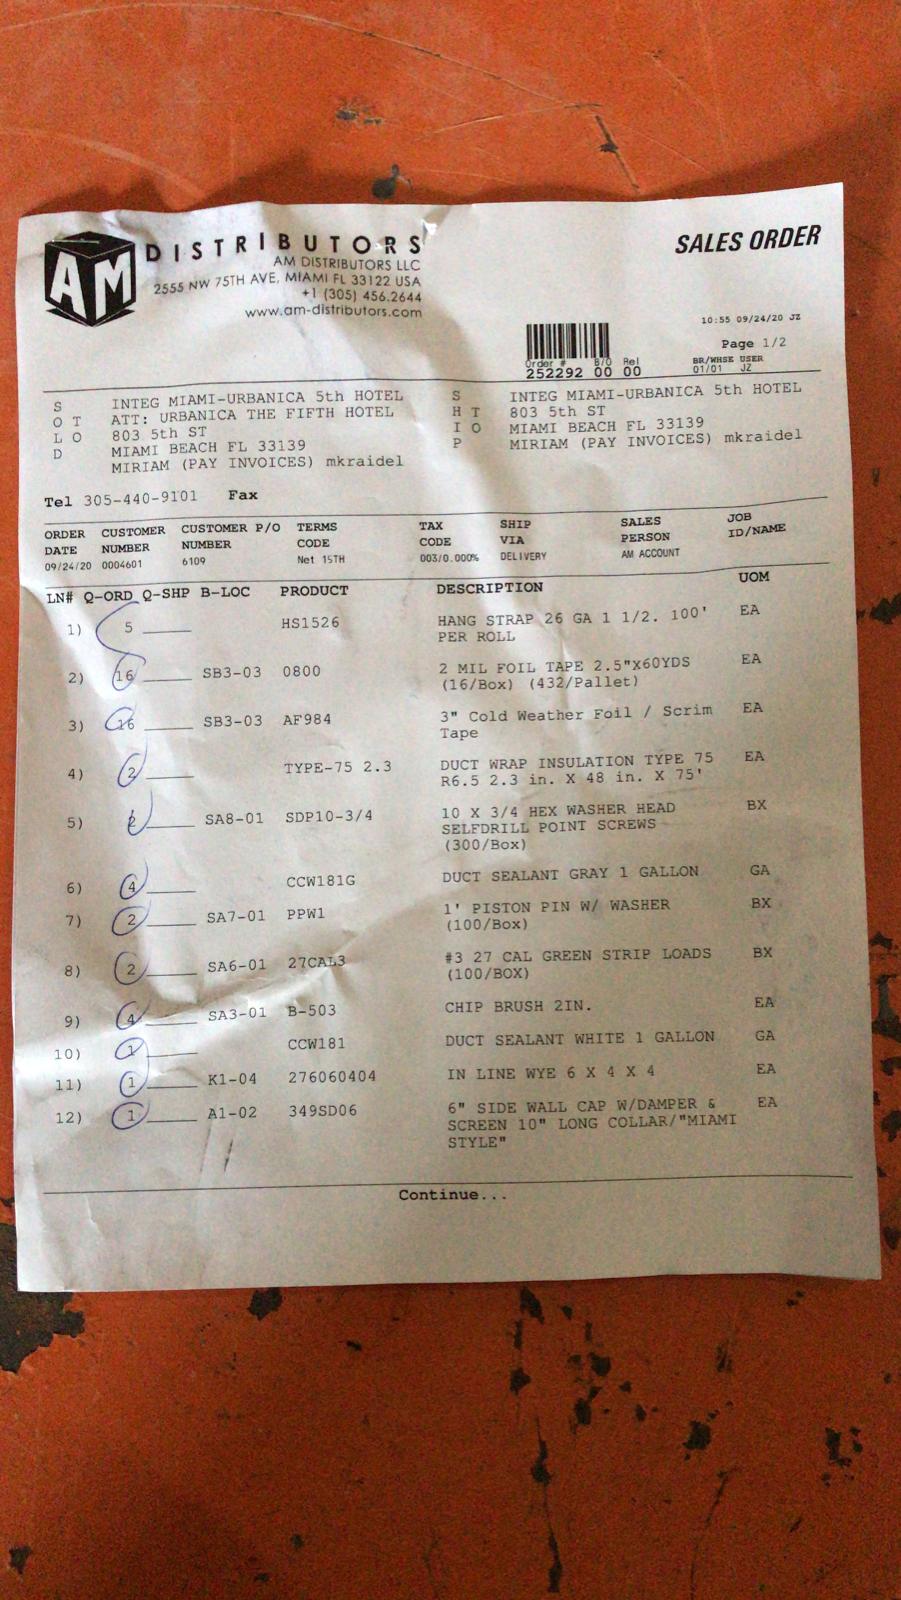 AM DISTRIBUTORS
AM DISTRIBUTORS LLC
2555 NW 75TH AVE, MIAMI FL 33122 USA
+1 (305) 456.2644
www.am-distributors.com
SALES ORDER
10:55 09/24/20 JZ
Page 1/2
Order # B/O Rel BR/WHSE USER
252292 00 00 01/01 JZ
SOLD TO
INTEG MIAMI-URBANICA 5th HOTEL
ATT: URBANICA THE FIFTH HOTEL
803 5th ST
MIAMI BEACH FL 33139
MIRIAM (PAY INVOICES) mkraidel
SHIP TO
INTEG MIAMI-URBANICA 5th HOTEL
803 5th ST
MIAMI BEACH FL 33139
MIRIAM (PAY INVOICES) mkraidel
Tel 305-440-9101 Fax
ORDER CUSTOMER CUSTOMER P/O TERMS TAX SHIP SALES JOB
DATE NUMBER NUMBER CODE CODE VIA PERSON ID/NAME
09/24/20 0004601 6109 Net 15TH 003/0.000% DELIVERY AM ACCOUNT
LN# Q-ORD Q-SHP B-LOC PRODUCT DESCRIPTION UOM
1) 5 HS1526 HANG STRAP 26 GA 1 1/2. 100' EA
PER ROLL
2) 16 SB3-03 0800 2 MIL FOIL TAPE 2.5"X60YDS EA
(16/Box) (432/Pallet)
3) 16 SB3-03 AF984 3" Cold Weather Foil / Scrim EA
Tape
4) 2 TYPE-75 2.3 DUCT WRAP INSULATION TYPE 75 EA
R6.5 2.3 in. X 48 in. X 75'
5) 2 SA8-01 SDP10-3/4 10 X 3/4 HEX WASHER HEAD BX
SELFDRILL POINT SCREWS
(300/Box)
6) 4 CCW181G DUCT SEALANT GRAY 1 GALLON GA
7) 2 SA7-01 PPW1 1' PISTON PIN W/ WASHER BX
(100/Box)
8) 2 SA6-01 27CAL3 #3 27 CAL GREEN STRIP LOADS BX
(100/BOX)
9) 4 SA3-01 B-503 CHIP BRUSH 2IN. EA
10) 1 CCW181 DUCT SEALANT WHITE 1 GALLON GA
11) 1 K1-04 276060404 IN LINE WYE 6 X 4 X 4 EA
12) 1 A1-02 349SD06 6" SIDE WALL CAP W/DAMPER & EA
SCREEN 10" LONG COLLAR/"MIAMI
STYLE"
Continue...